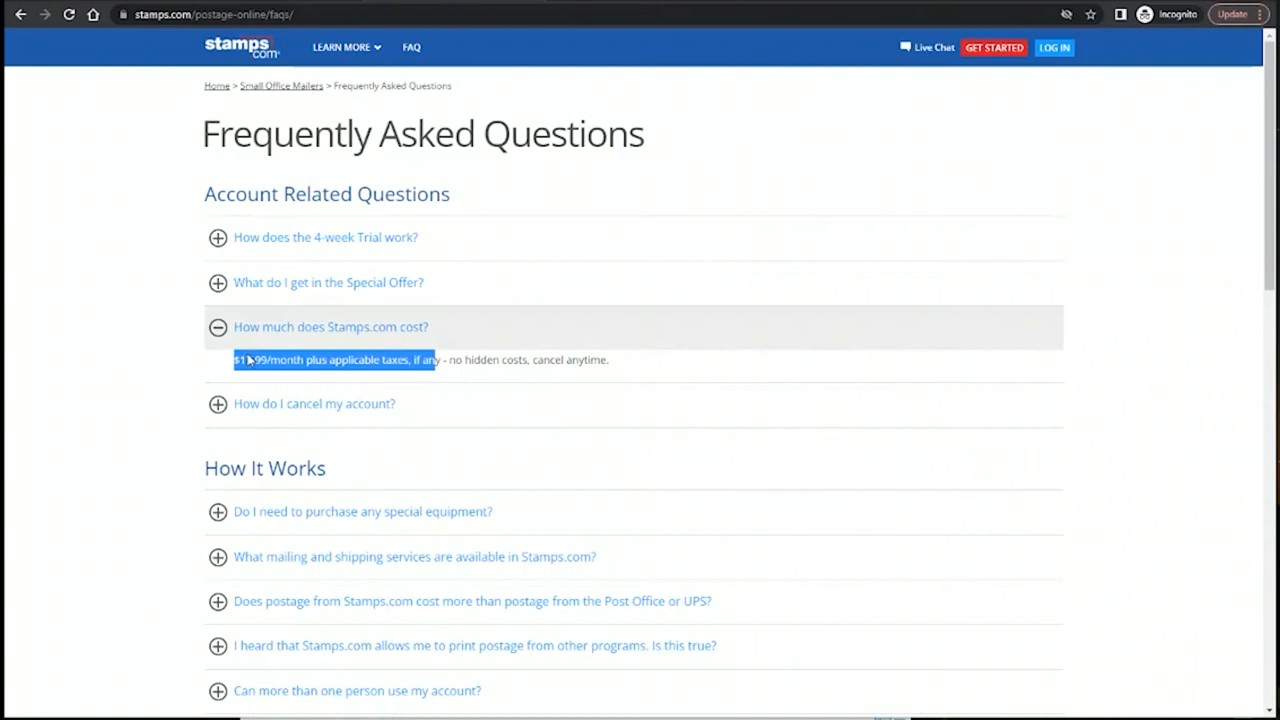 stamps.com/postage-online/faqs/
Incognito
Update
stamps
.com
LEARN MORE
FAQ
Live Chat
GET STARTED
LOG IN
Home > Small Office Mailers > Frequently Asked Questions
Frequently Asked Questions
Account Related Questions
How does the 4-week Trial work?
What do I get in the Special Offer?
How much does Stamps.com cost?
plus applicable taxes, if any - no hidden costs, cancel anytime.
How do I cancel my account?
How It Works
Do I need to purchase any special equipment?
What mailing and shipping services are available in Stamps.com?
Does postage from Stamps.com cost more than postage from the Post Office or UPS?
I heard that Stamps.com allows me to print postage from other programs. Is this true?
Can more than one person use my account?